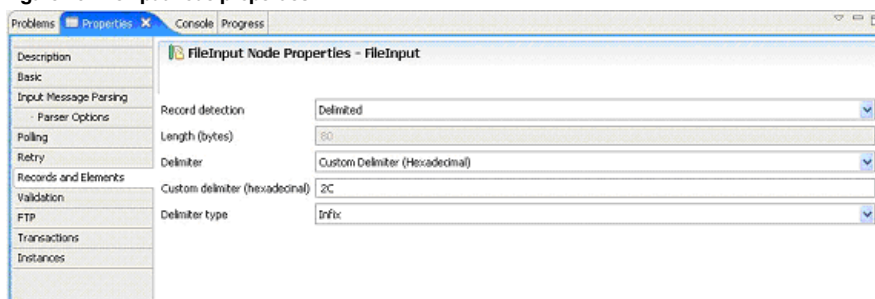 Problems Properties Console Progress
FileInput Node Properties - FileInput
Description
Basic
Input Message Parsing
- Parser Options
Polling
Retry
Records and Elements
Validation
FTP
Transactions
Instances
Record detection Delimited
Length (bytes) 80
Delimiter Custom Delimiter (Hexadecimal)
Custom delimiter (hexadecinal) 2C
Delimiter type Infix